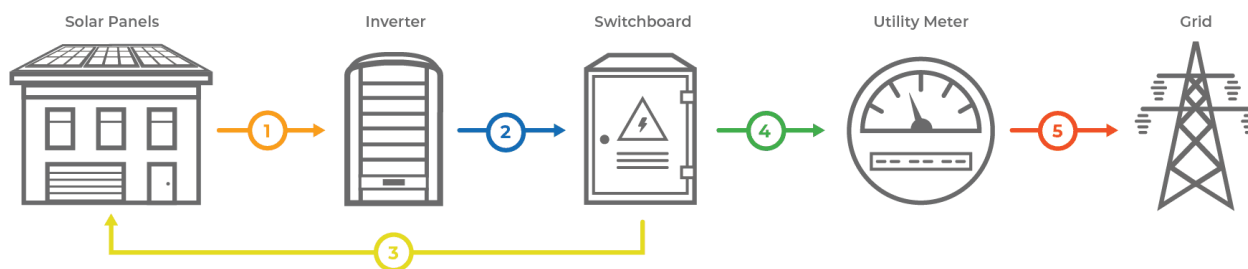 Solar Panels
Inverter
Switchboard
Utility Meter
Grid
1
2
4
5
3